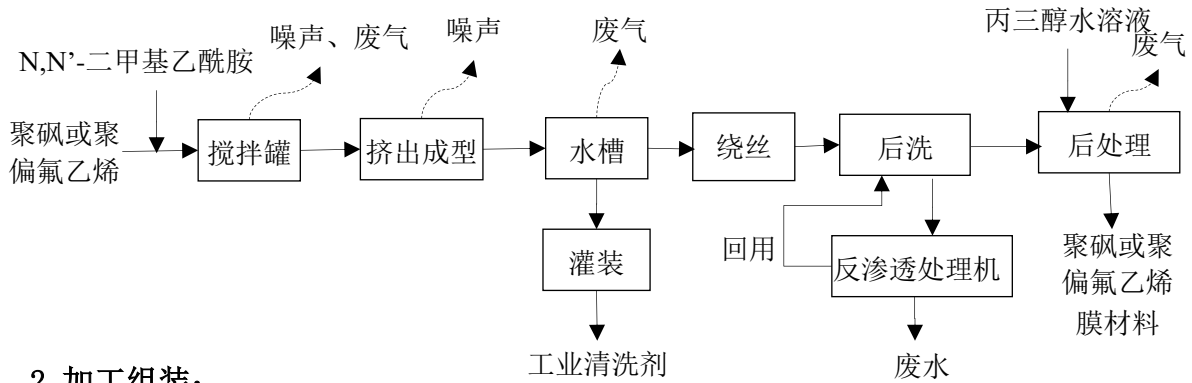 噪声、废气
噪声
废气
丙三醇水溶液
废气
N,N’-二甲基乙酰胺
聚砜或聚
偏氟乙烯
搅拌罐
挤出成型
水槽
绕丝
后洗
后处理
灌装
回用
反渗透处理机
聚砜或聚
偏氟乙烯
膜材料
工业清洗剂
废水
2.加工组装: